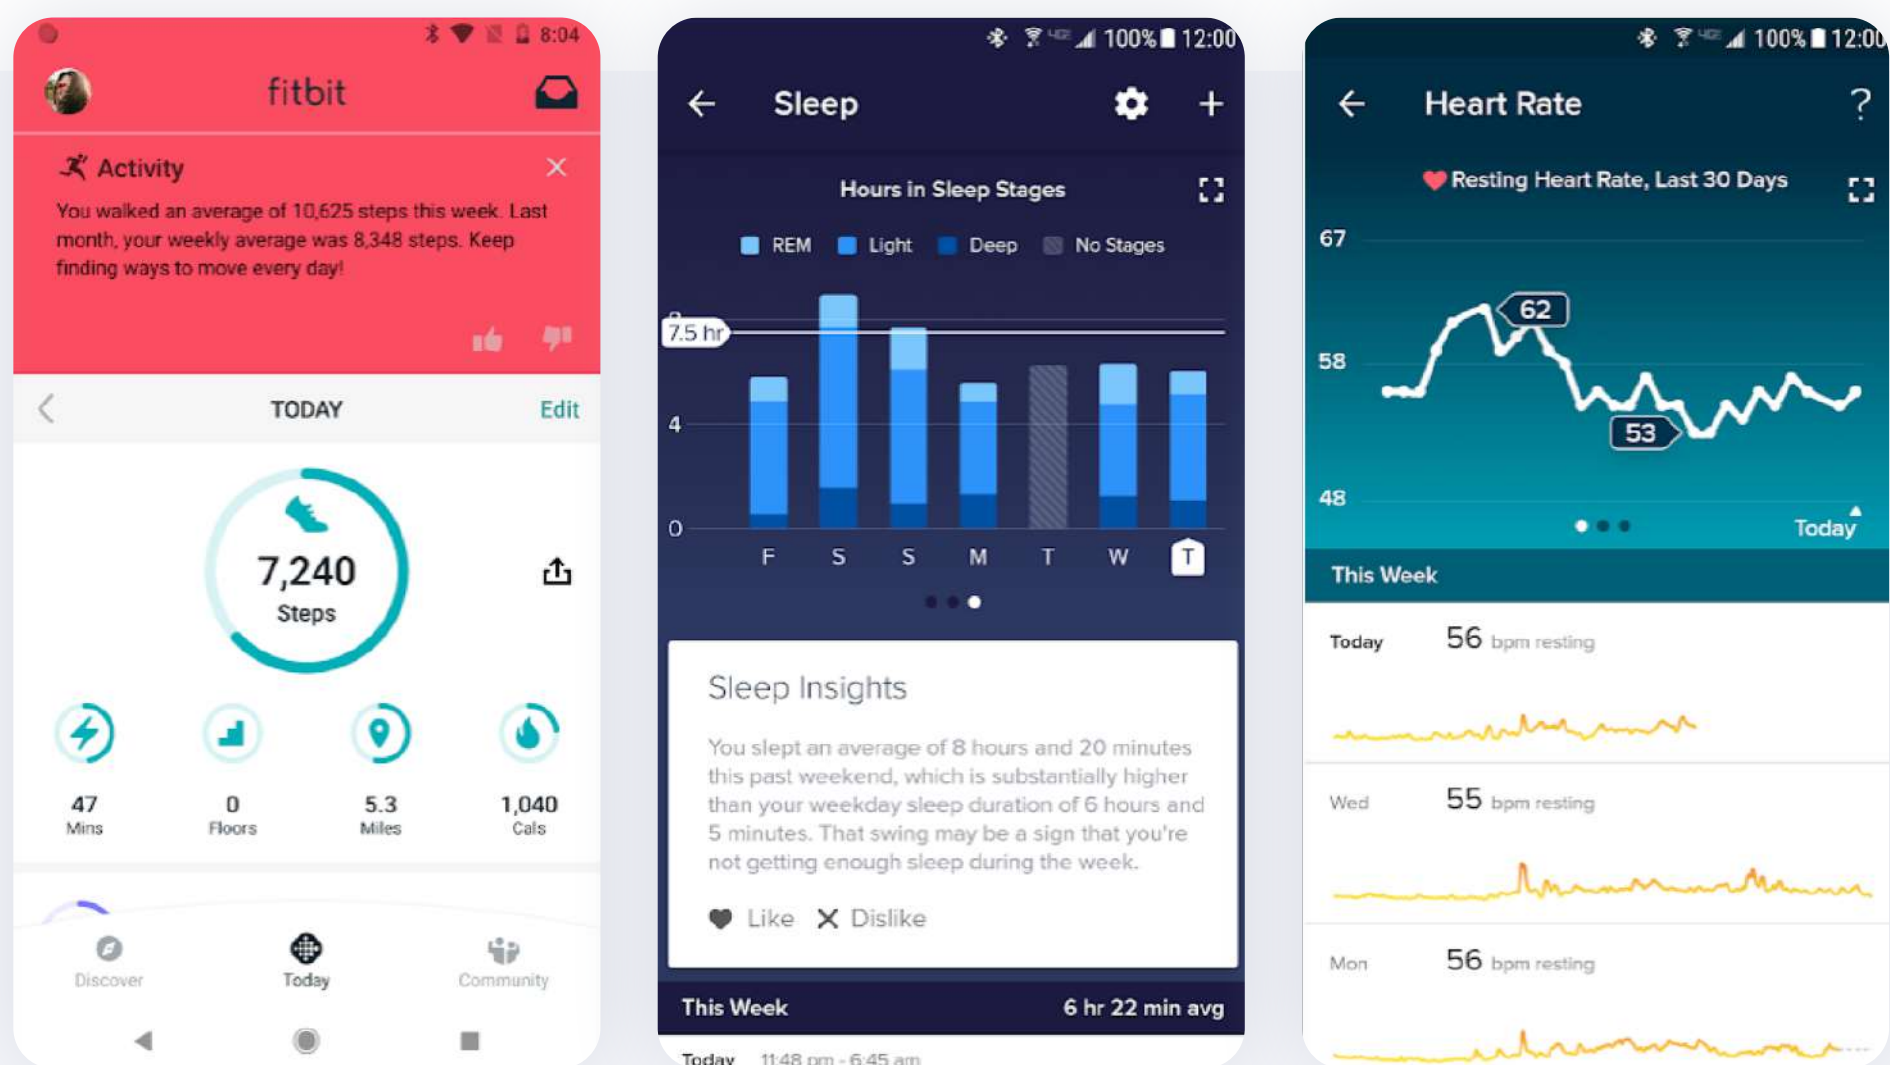 8:04
fitbit
Activity
You walked an average of 10,625 steps this week. Last
month, your weekly average was 8,348 steps. Keep
finding ways to move every day!
TODAY
Edit
7,240
Steps
47
Mins
0
Floors
5.3
Miles
1,040
Cals
Discover
Today
Community
100% 12:00
Sleep
Hours in Sleep Stages
REM Light Deep No Stages
7.5 hr
4
0
F S S M T W T
Sleep Insights
You slept an average of 8 hours and 20 minutes
this past weekend, which is substantially higher
than your weekday sleep duration of 6 hours and
5 minutes. That swing may be a sign that you're
not getting enough sleep during the week.
Like Dislike
This Week 6 hr 22 min avg
Today 11:48 pm - 6:45 am
100% 12:00
Heart Rate ?
Resting Heart Rate, Last 30 Days
67
62
58
53
48
Today
This Week
Today 56 bpm resting
Wed 55 bpm resting
Mon 56 bpm resting